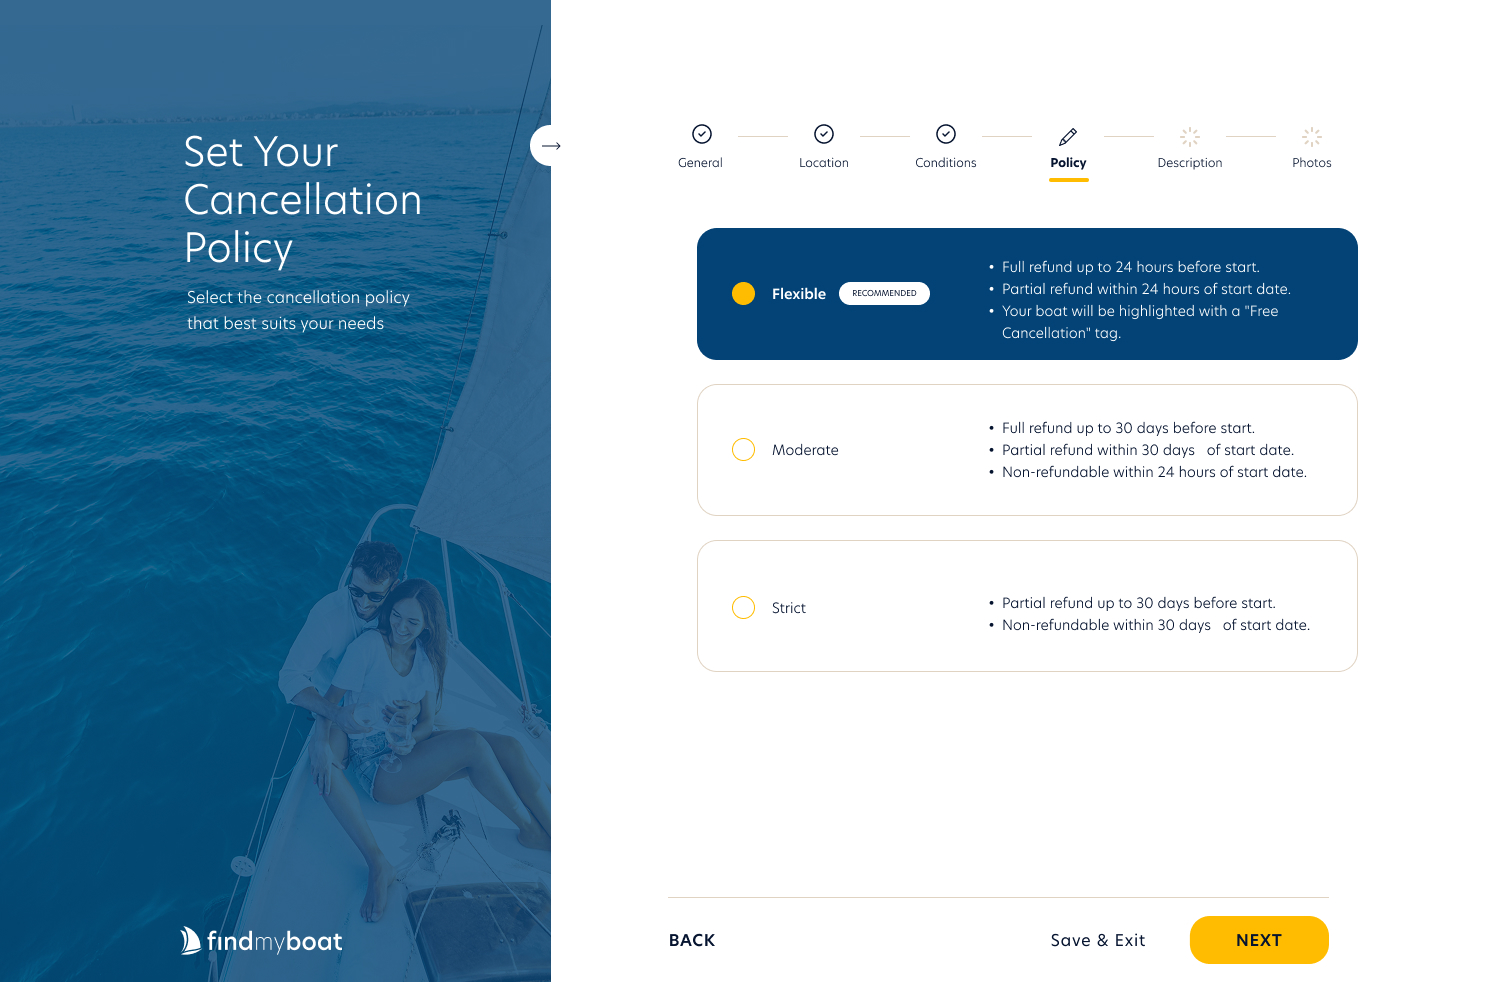 Set Your
Cancellation
Policy
Select the cancellation policy
that best suits your needs
findmyboat
General
Location
Conditions
Policy
Description
Photos
Flexible
RECOMMENDED
• Full refund up to 24 hours before start.
• Partial refund within 24 hours of start date.
• Your boat will be highlighted with a "Free
Cancellation" tag.
Moderate
• Full refund up to 30 days before start.
• Partial refund within 30 days of start date.
• Non-refundable within 24 hours of start date.
Strict
• Partial refund up to 30 days before start.
• Non-refundable within 30 days of start date.
BACK
Save & Exit
NEXT